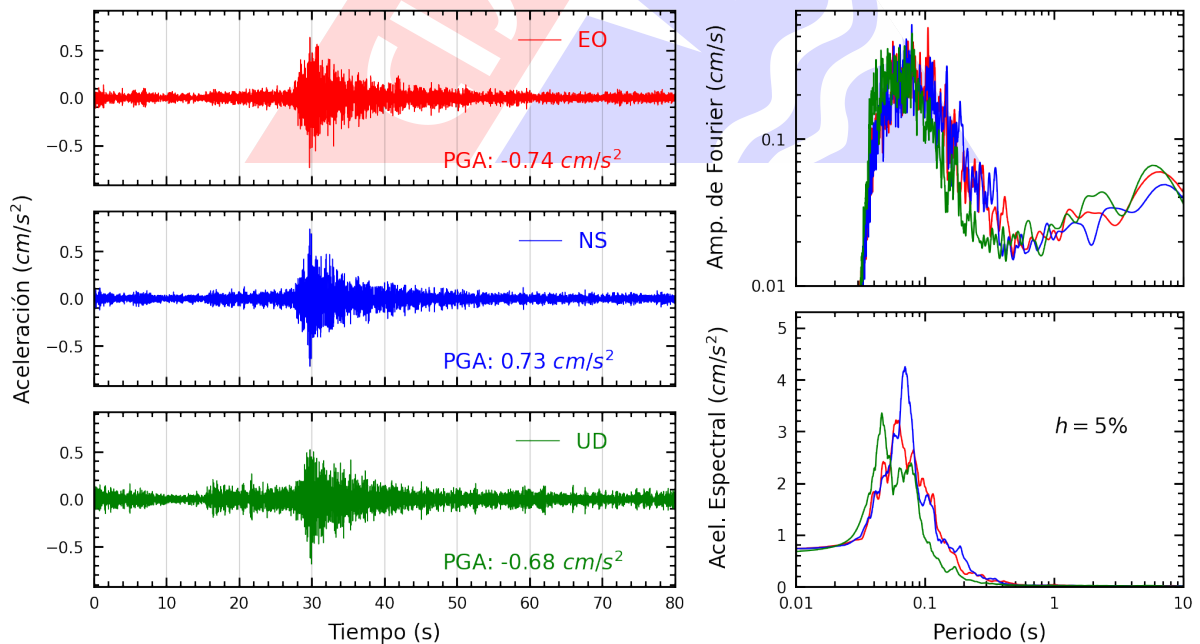 Aceleración (cm/s²)
0.5
0.0
−0.5
EO
PGA: -0.74 cm/s²
0.5
0.0
−0.5
NS
PGA: 0.73 cm/s²
0.5
0.0
−0.5
UD
PGA: -0.68 cm/s²
0 10 20 30 40 50 60 70 80
Tiempo (s)
Amp. de Fourier (cm/s)
0.1
0.01
Acel. Espectral (cm/s²)
5
4
3
2
1
0
h = 5%
0.01 0.1 1 10
Periodo (s)